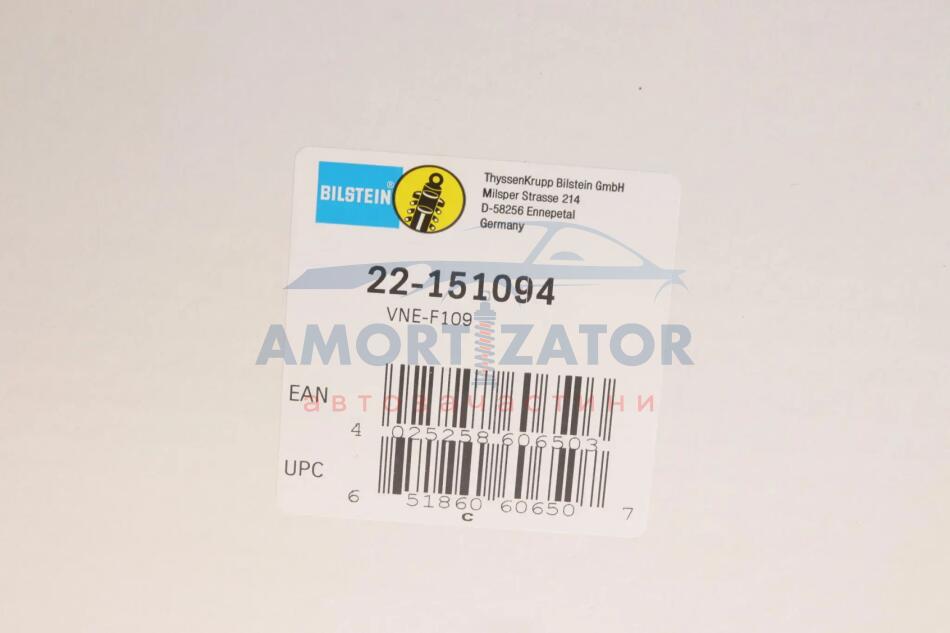 BILSTEIN®
ThyssenKrupp Bilstein GmbH
Milsper Strasse 214
D-58256 Ennepetal
Germany
22-151094
VNE-F109
AMORTIZATOR
автозапчастини
EAN
4 025258 606503
UPC
6 51860 60650 7
C